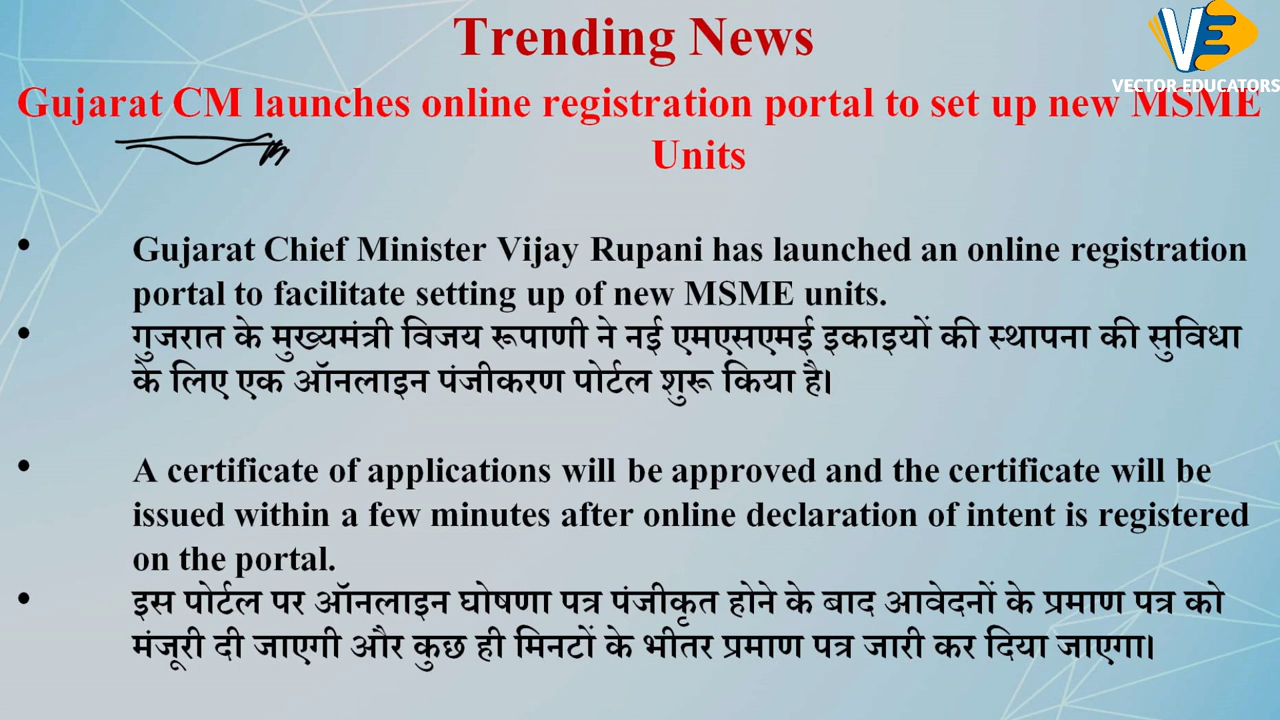 Trending News
VE
VECTOR EDUCATORS
Gujarat CM launches online registration portal to set up new MSME
Units
• Gujarat Chief Minister Vijay Rupani has launched an online registration
portal to facilitate setting up of new MSME units.
• गुजरात के मुख्यमंत्री विजय रूपाणी ने नई एमएसएमई इकाइयों की स्थापना की सुविधा
के लिए एक ऑनलाइन पंजीकरण पोर्टल शुरू किया है।
• A certificate of applications will be approved and the certificate will be
issued within a few minutes after online declaration of intent is registered
on the portal.
• इस पोर्टल पर ऑनलाइन घोषणा पत्र पंजीकृत होने के बाद आवेदनों के प्रमाण पत्र को
मंजूरी दी जाएगी और कुछ ही मिनटों के भीतर प्रमाण पत्र जारी कर दिया जाएगा।